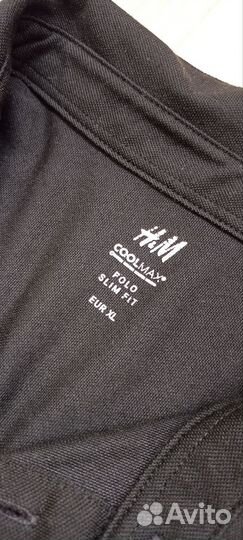 H&M
COOLMAX®
POLO
SLIM FIT
EUR XL
Avito